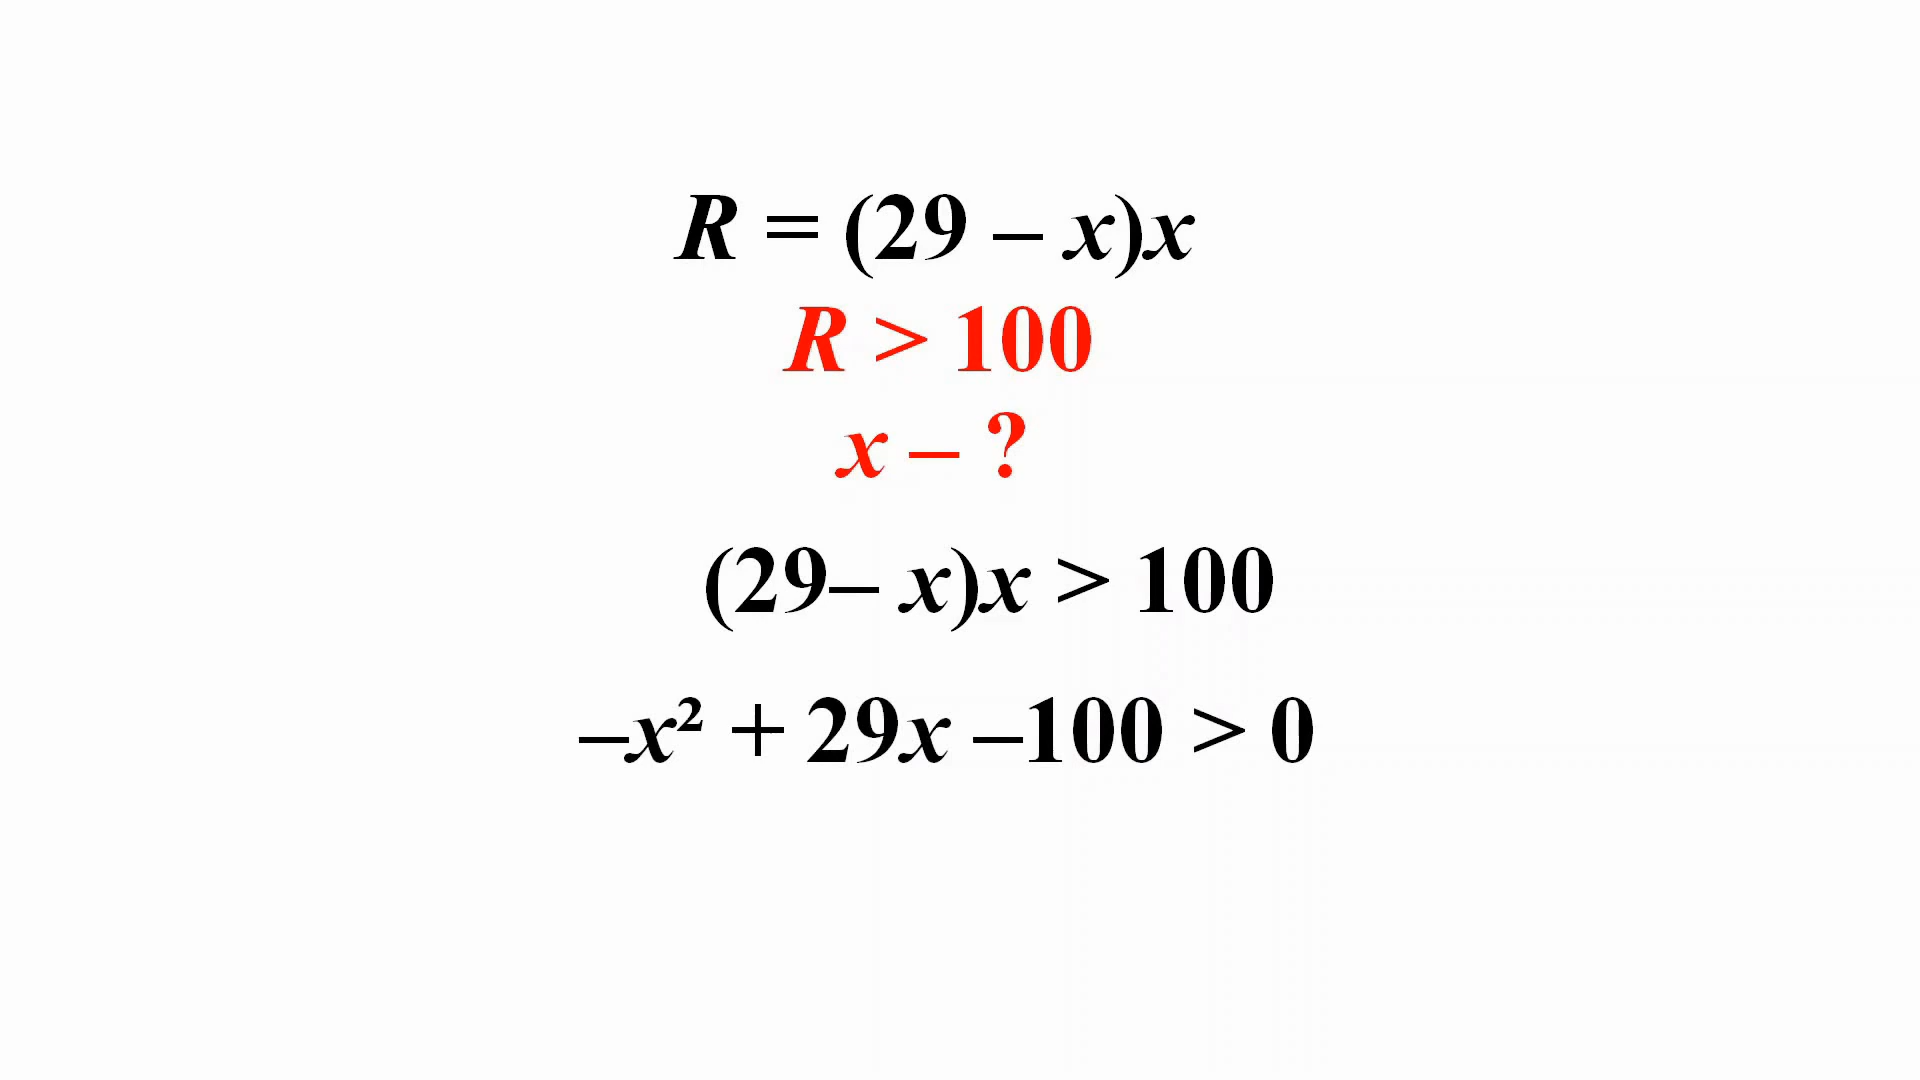 R = (29 – x)x
R > 100
x – ?
(29– x)x > 100
–x² + 29x –100 > 0